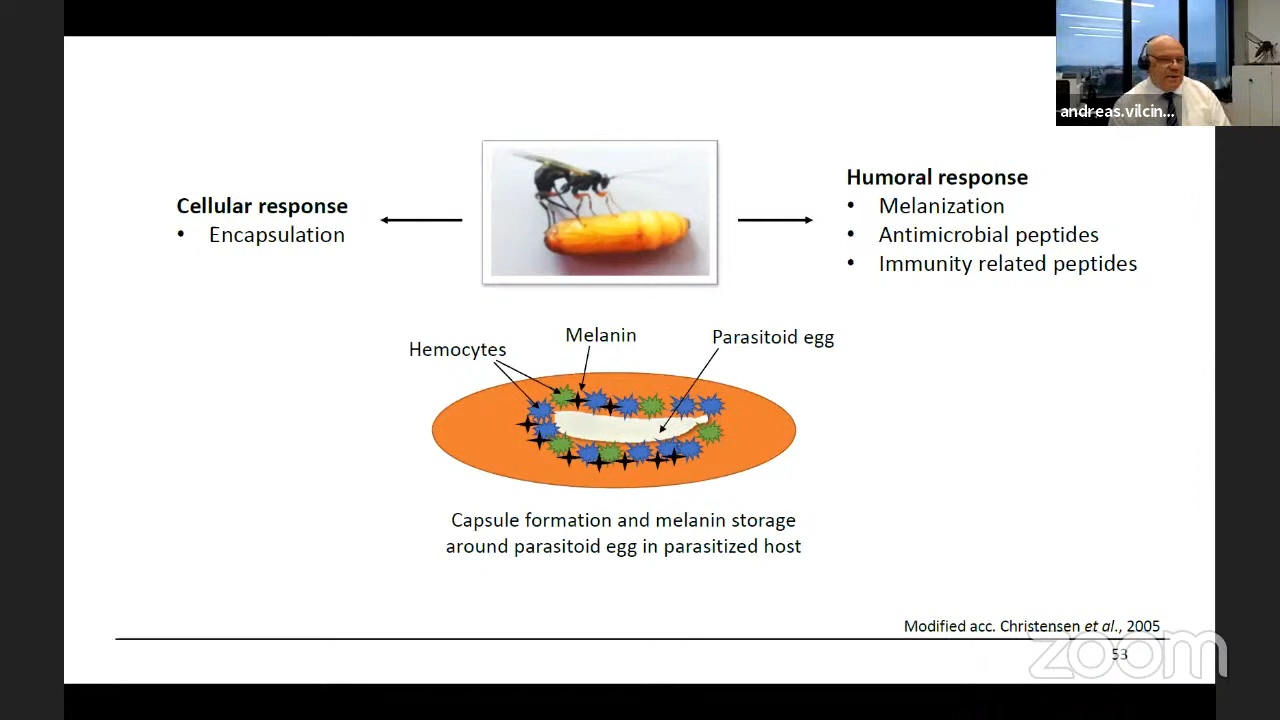 andreas.vilcin...
Cellular response
• Encapsulation
Humoral response
• Melanization
• Antimicrobial peptides
• Immunity related peptides
Hemocytes
Melanin
Parasitoid egg
Capsule formation and melanin storage
around parasitoid egg in parasitized host
Modified acc. Christensen et al., 2005
53
zoom